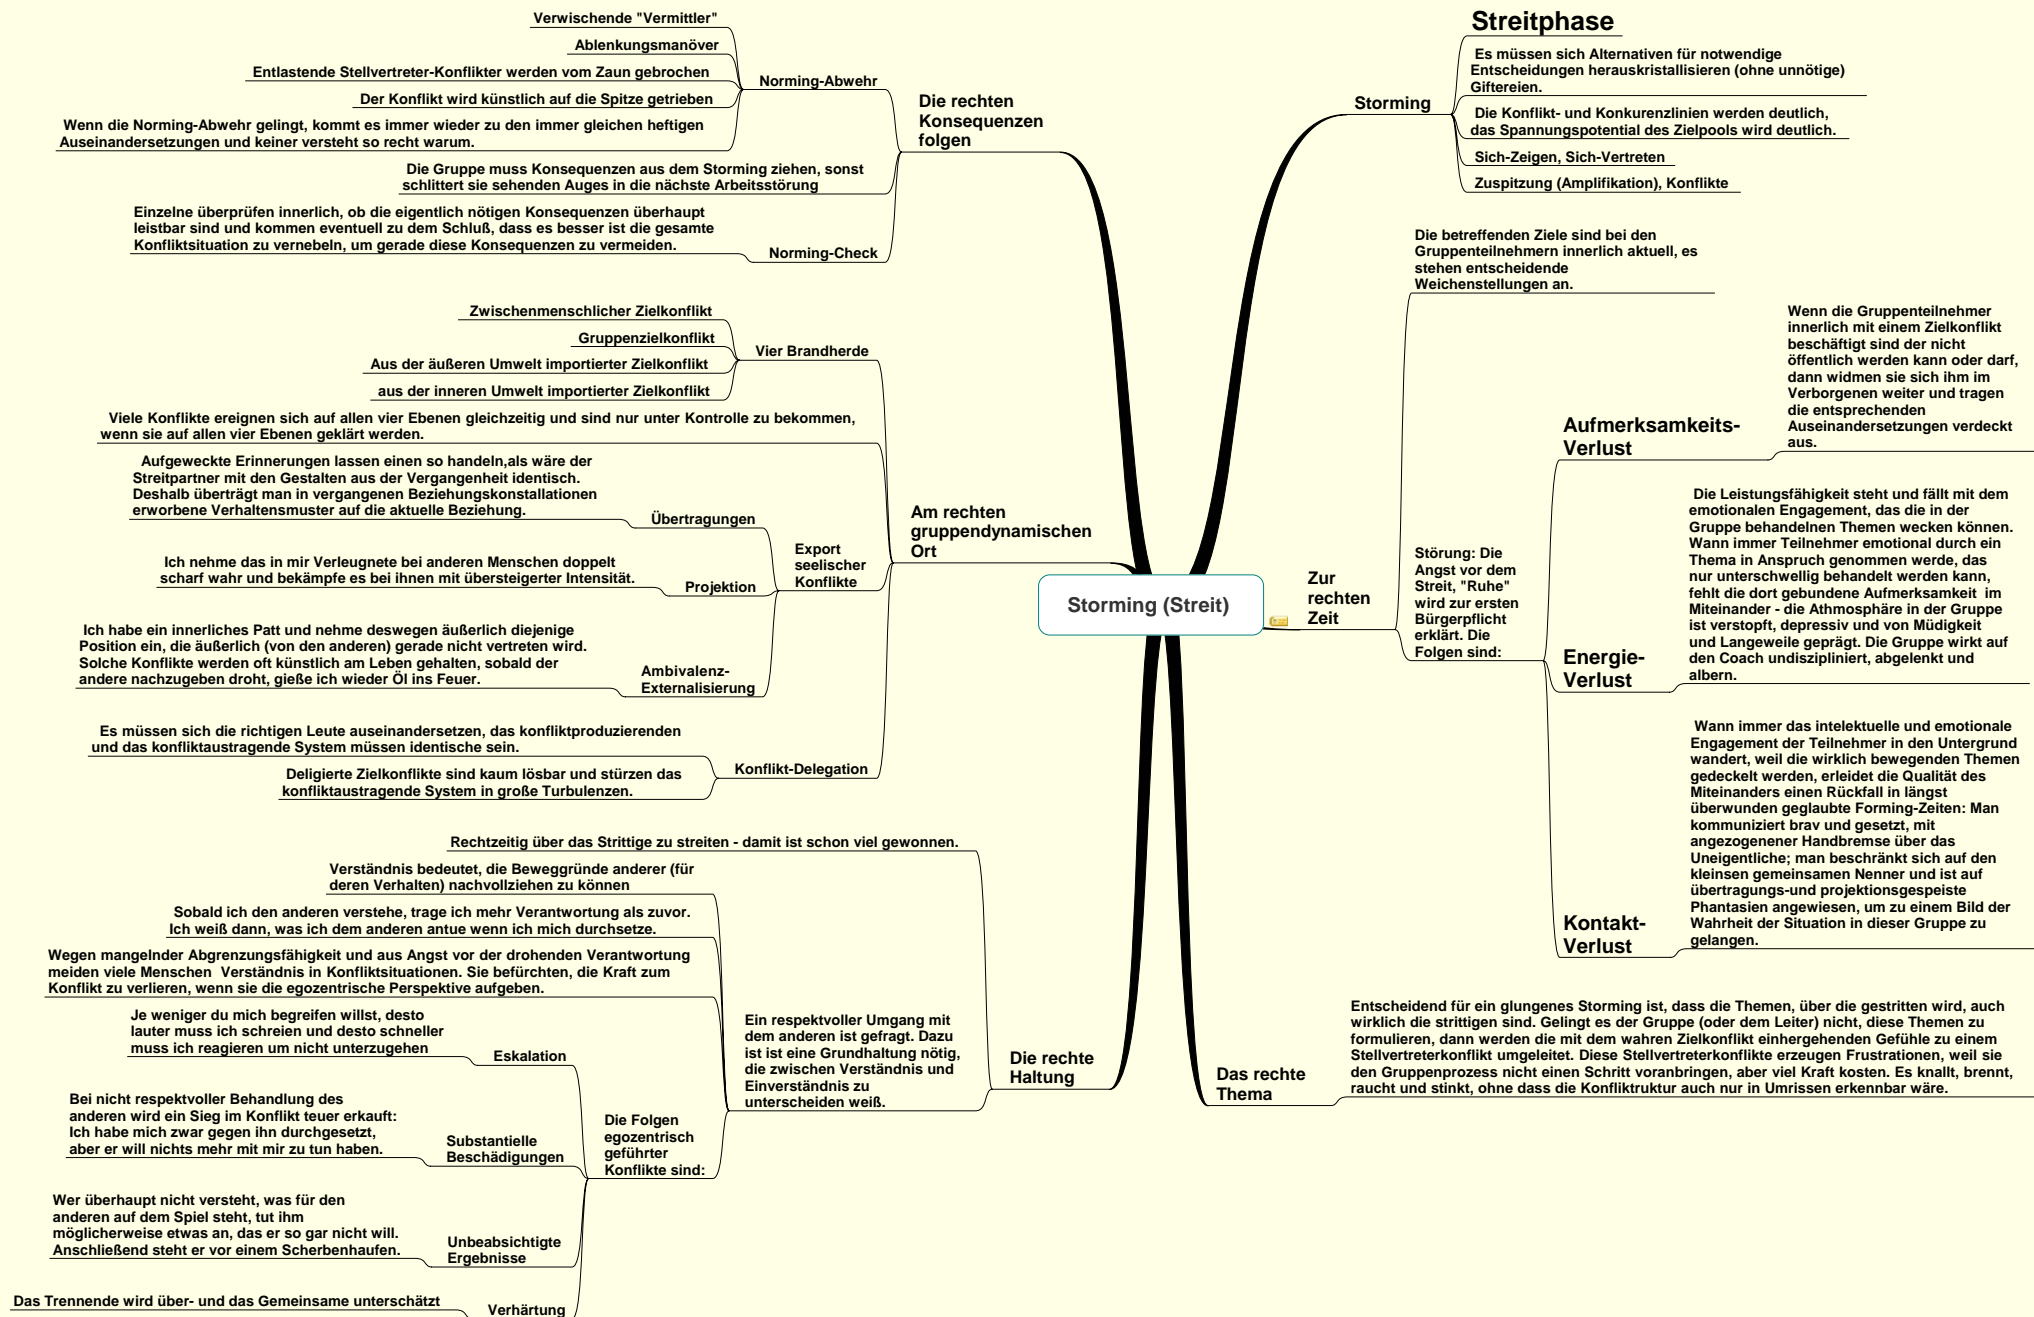 Storming (Streit)
Storming
Streitphase
Es müssen sich Alternativen für notwendige
Entscheidungen herauskristallisieren (ohne unnötige)
Giftereien.
Die Konflikt- und Konkurenzlinien werden deutlich,
das Spannungspotential des Zielpools wird deutlich.
Sich-Zeigen, Sich-Vertreten
Zuspitzung (Amplifikation), Konflikte
Zur
rechten
Zeit
Die betreffenden Ziele sind bei den
Gruppenteilnehmern innerlich aktuell, es
stehen entscheidende
Weichenstellungen an.
Störung: Die
Angst vor dem
Streit, "Ruhe"
wird zur ersten
Bürgerpflicht
erklärt. Die
Folgen sind:
Aufmerksamkeits-
Verlust
Wenn die Gruppenteilnehmer
innerlich mit einem Zielkonflikt
beschäftigt sind der nicht
öffentlich werden kann oder darf,
dann widmen sie sich ihm im
Verborgenen weiter und tragen
die entsprechenden
Auseinandersetzungen verdeckt
aus.
Energie-
Verlust
Die Leistungsfähigkeit steht und fällt mit dem
emotionalen Engagement, das die in der
Gruppe behandelnen Themen wecken können.
Wann immer Teilnehmer emotional durch ein
Thema in Anspruch genommen werde, das
nur unterschwellig behandelt werden kann,
fehlt die dort gebundene Aufmerksamkeit im
Miteinander - die Athmosphäre in der Gruppe
ist verstopft, depressiv und von Müdigkeit
und Langeweile geprägt. Die Gruppe wirkt auf
den Coach undiszipliniert, abgelenkt und
albern.
Kontakt-
Verlust
Wann immer das intelektuelle und emotionale
Engagement der Teilnehmer in den Untergrund
wandert, weil die wirklich bewegenden Themen
gedeckelt werden, erleidet die Qualität des
Miteinanders einen Rückfall in längst
überwunden geglaubte Forming-Zeiten: Man
kommuniziert brav und gesetzt, mit
angezogenener Handbremse über das
Uneigentliche; man beschränkt sich auf den
kleinsen gemeinsamen Nenner und ist auf
übertragungs-und projektionsgespeiste
Phantasien angewiesen, um zu einem Bild der
Wahrheit der Situation in dieser Gruppe zu
gelangen.
Das rechte
Thema
Entscheidend für ein glungenes Storming ist, dass die Themen, über die gestritten wird, auch
wirklich die strittigen sind. Gelingt es der Gruppe (oder dem Leiter) nicht, diese Themen zu
formulieren, dann werden die mit dem wahren Zielkonflikt einhergehenden Gefühle zu einem
Stellvertreterkonflikt umgeleitet. Diese Stellvertreterkonflikte erzeugen Frustrationen, weil sie
den Gruppenprozess nicht einen Schritt voranbringen, aber viel Kraft kosten. Es knallt, brennt,
raucht und stinkt, ohne dass die Konfliktruktur auch nur in Umrissen erkennbar wäre.
Die rechten
Konsequenzen
folgen
Norming-Abwehr
Verwischende "Vermittler"
Ablenkungsmanöver
Entlastende Stellvertreter-Konflikter werden vom Zaun gebrochen
Der Konflikt wird künstlich auf die Spitze getrieben
Wenn die Norming-Abwehr gelingt, kommt es immer wieder zu den immer gleichen heftigen
Auseinandersetzungen und keiner versteht so recht warum.
Die Gruppe muss Konsequenzen aus dem Storming ziehen, sonst
schlittert sie sehenden Auges in die nächste Arbeitsstörung
Norming-Check
Einzelne überprüfen innerlich, ob die eigentlich nötigen Konsequenzen überhaupt
leistbar sind und kommen eventuell zu dem Schluß, dass es besser ist die gesamte
Konfliktsituation zu vernebeln, um gerade diese Konsequenzen zu vermeiden.
Am rechten
gruppendynamischen
Ort
Vier Brandherde
Zwischenmenschlicher Zielkonflikt
Gruppenzielkonflikt
Aus der äußeren Umwelt importierter Zielkonflikt
aus der inneren Umwelt importierter Zielkonflikt
Viele Konflikte ereignen sich auf allen vier Ebenen gleichzeitig und sind nur unter Kontrolle zu bekommen,
wenn sie auf allen vier Ebenen geklärt werden.
Export
seelischer
Konflikte
Übertragungen
Aufgeweckte Erinnerungen lassen einen so handeln,als wäre der
Streitpartner mit den Gestalten aus der Vergangenheit identisch.
Deshalb überträgt man in vergangenen Beziehungskonstallationen
erworbene Verhaltensmuster auf die aktuelle Beziehung.
Projektion
Ich nehme das in mir Verleugnete bei anderen Menschen doppelt
scharf wahr und bekämpfe es bei ihnen mit übersteigerter Intensität.
Ambivalenz-
Externalisierung
Ich habe ein innerliches Patt und nehme deswegen äußerlich diejenige
Position ein, die äußerlich (von den anderen) gerade nicht vertreten wird.
Solche Konflikte werden oft künstlich am Leben gehalten, sobald der
andere nachzugeben droht, gieße ich wieder Öl ins Feuer.
Konflikt-Delegation
Es müssen sich die richtigen Leute auseinandersetzen, das konfliktproduzierenden
und das konfliktaustragende System müssen identische sein.
Deligierte Zielkonflikte sind kaum lösbar und stürzen das
konfliktaustragende System in große Turbulenzen.
Die rechte
Haltung
Rechtzeitig über das Strittige zu streiten - damit ist schon viel gewonnen.
Ein respektvoller Umgang mit
dem anderen ist gefragt. Dazu
ist ist eine Grundhaltung nötig,
die zwischen Verständnis und
Einverständnis zu
unterscheiden weiß.
Verständnis bedeutet, die Beweggründe anderer (für
deren Verhalten) nachvollziehen zu können
Sobald ich den anderen verstehe, trage ich mehr Verantwortung als zuvor.
Ich weiß dann, was ich dem anderen antue wenn ich mich durchsetze.
Wegen mangelnder Abgrenzungsfähigkeit und aus Angst vor der drohenden Verantwortung
meiden viele Menschen Verständnis in Konfliktsituationen. Sie befürchten, die Kraft zum
Konflikt zu verlieren, wenn sie die egozentrische Perspektive aufgeben.
Die Folgen
egozentrisch
geführter
Konflikte sind:
Eskalation
Je weniger du mich begreifen willst, desto
lauter muss ich schreien und desto schneller
muss ich reagieren um nicht unterzugehen
Substantielle
Beschädigungen
Bei nicht respektvoller Behandlung des
anderen wird ein Sieg im Konflikt teuer erkauft:
Ich habe mich zwar gegen ihn durchgesetzt,
aber er will nichts mehr mit mir zu tun haben.
Unbeabsichtigte
Ergebnisse
Wer überhaupt nicht versteht, was für den
anderen auf dem Spiel steht, tut ihm
möglicherweise etwas an, das er so gar nicht will.
Anschließend steht er vor einem Scherbenhaufen.
Verhärtung
Das Trennende wird über- und das Gemeinsame unterschätzt